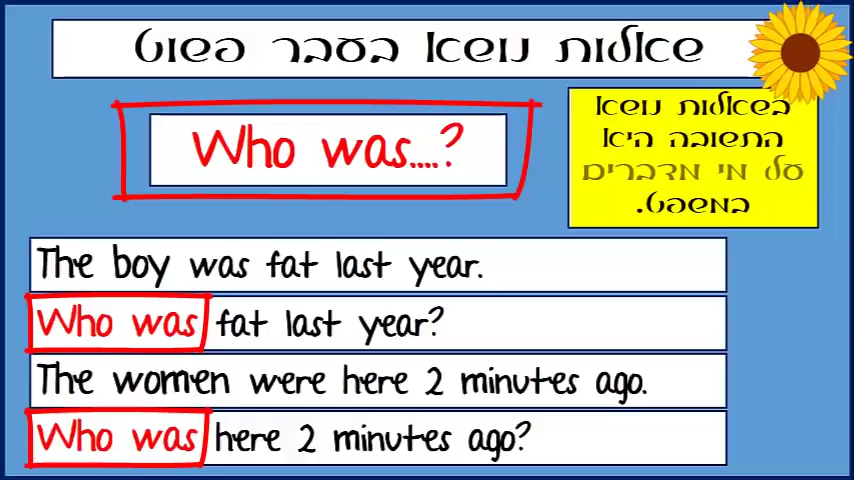 שאלות נושא בעבר פשוט
Who was....?
בשאלות נושא
התשובה היא
על מי מדברים
במשפט.
The boy was fat last year.
Who was fat last year?
The women were here 2 minutes ago.
Who was here 2 minutes ago?